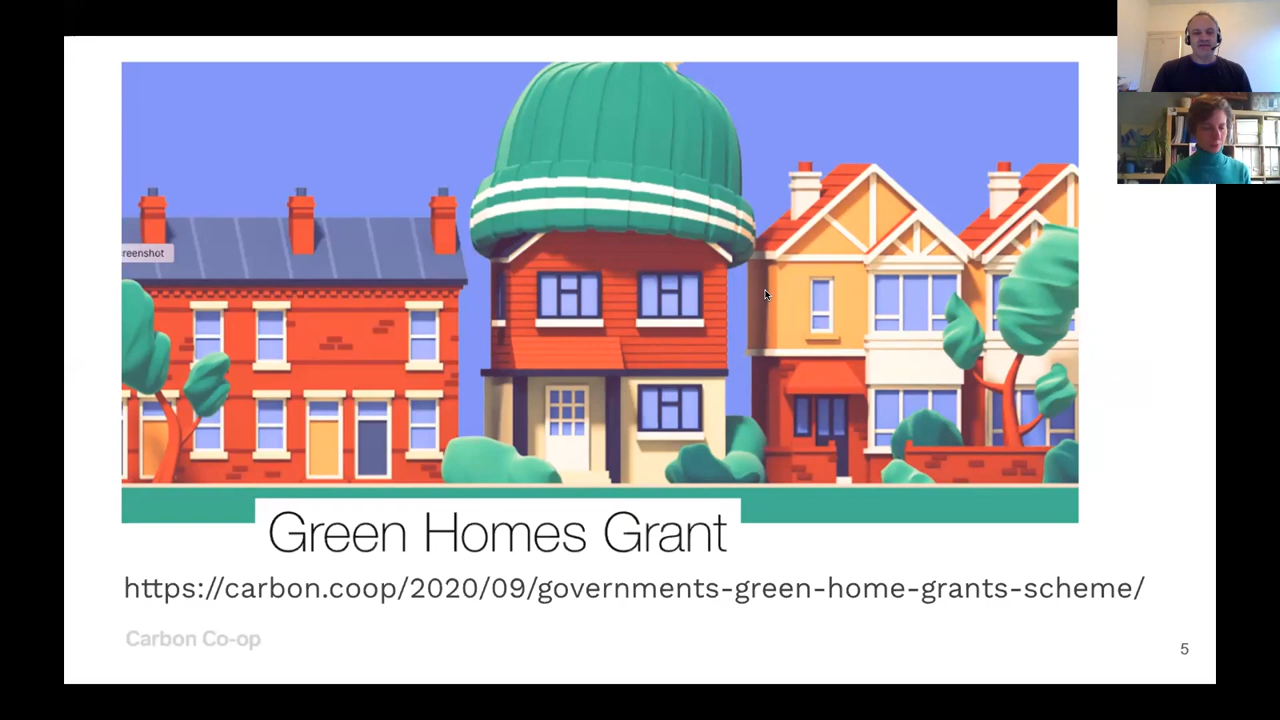 reenshot
Green Homes Grant
https://carbon.coop/2020/09/governments-green-home-grants-scheme/
Carbon Co-op
5